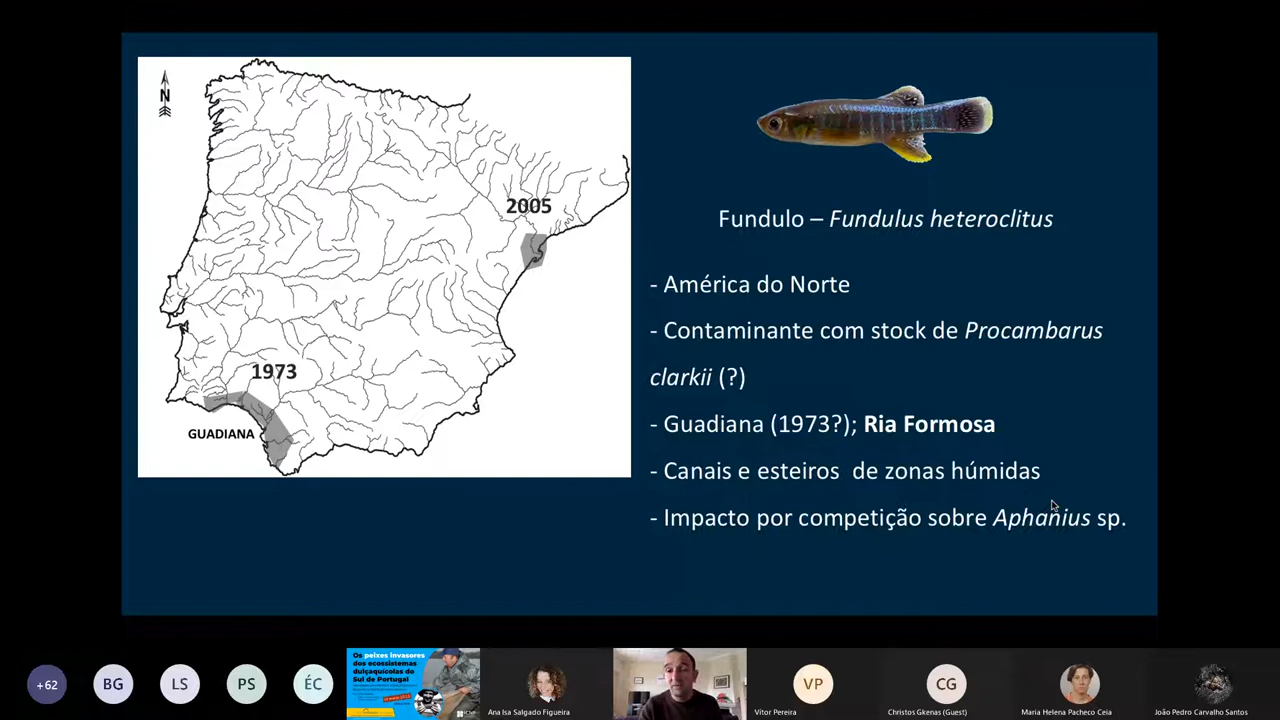 N
2005
1973
GUADIANA
Fundulo – Fundulus heteroclitus
- América do Norte
- Contaminante com stock de Procambarus
clarkii (?)
- Guadiana (1973?); Ria Formosa
- Canais e esteiros  de zonas húmidas
- Impacto por competição sobre Aphanius sp.
+62
BG
LS
PS
ÉC
Os peixes invasores
dos ecossistemas
dulçaquícolas do
Sul de Portugal
Ana Isa Salgado Figueira
VP
Vítor Pereira
CG
Christos Gkenas (Guest)
Maria Helena Pacheco Ceia
João Pedro Carvalho Santos